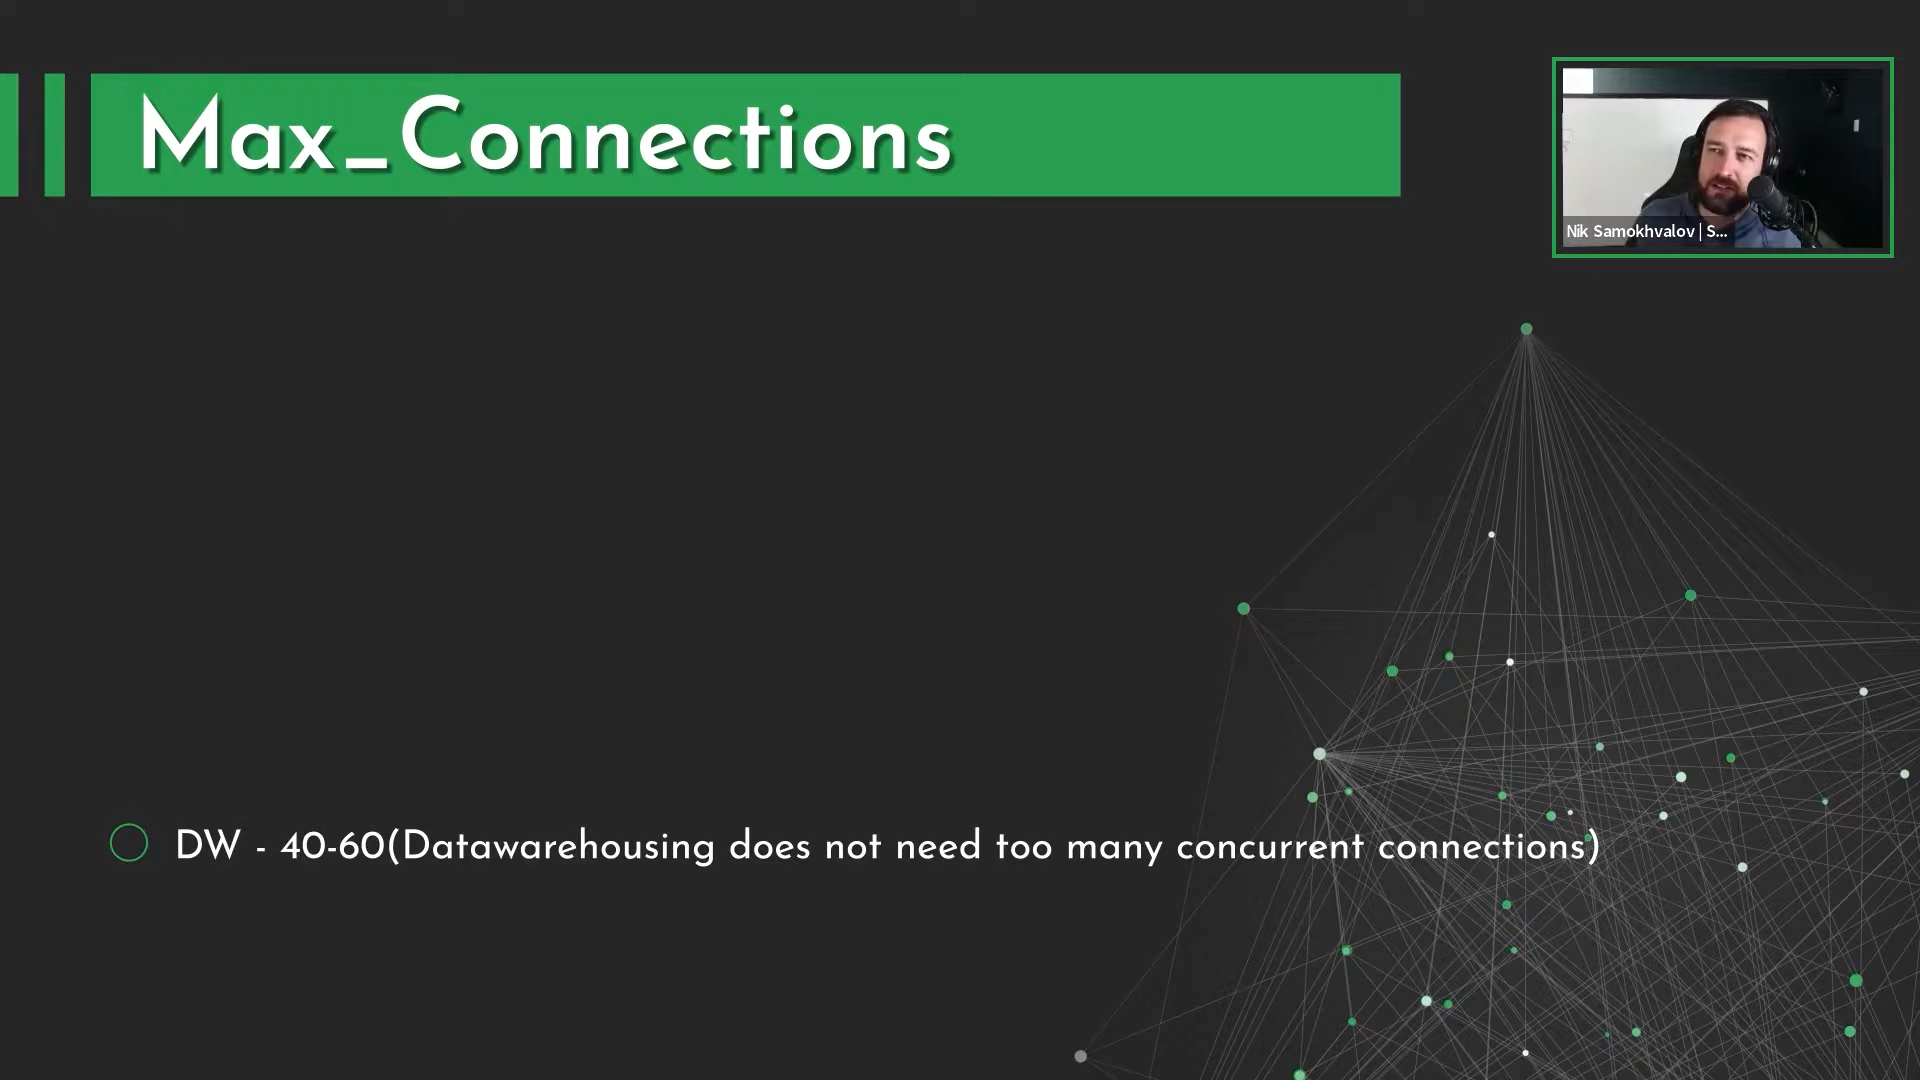 Max_Connections
Nik Samokhvalov | S...
DW - 40-60(Datawarehousing does not need too many concurrent connections)